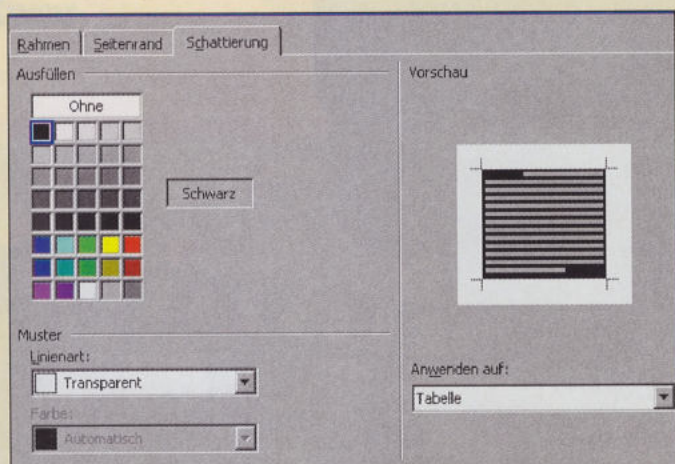 Rahmen Seitenrand Schattierung
Ausfüllen
Ohne
Schwarz
Muster
Linienart:
Transparent
Farbe:
Automatisch
Vorschau
Anwenden auf:
Tabelle